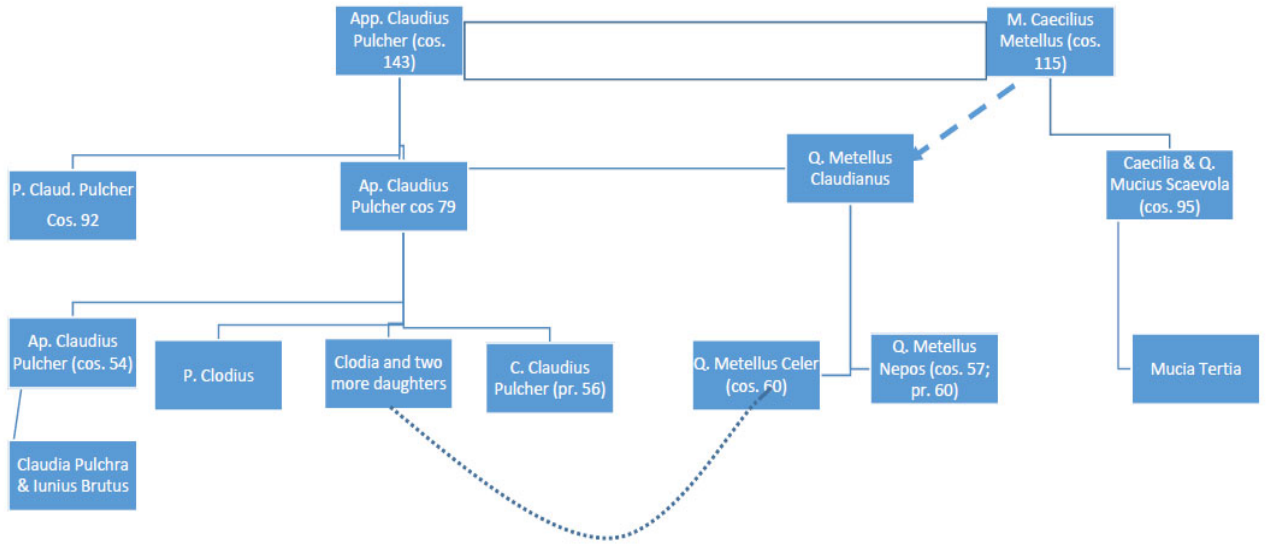 App. Claudius
Pulcher (cos.
143)
M. Caecilius
Metellus (cos.
115)
P. Claud. Pulcher
Cos. 92
Ap. Claudius
Pulcher cos 79
Q. Metellus
Claudianus
Caecilia & Q.
Mucius Scaevola
(cos. 95)
Ap. Claudius
Pulcher (cos. 54)
P. Clodius
Clodia and two
more daughters
C. Claudius
Pulcher (pr. 56)
Q. Metellus Celer
(cos. 60)
Q. Metellus
Nepos (cos. 57;
pr. 60)
Mucia Tertia
Claudia Pulchra
& Iunius Brutus